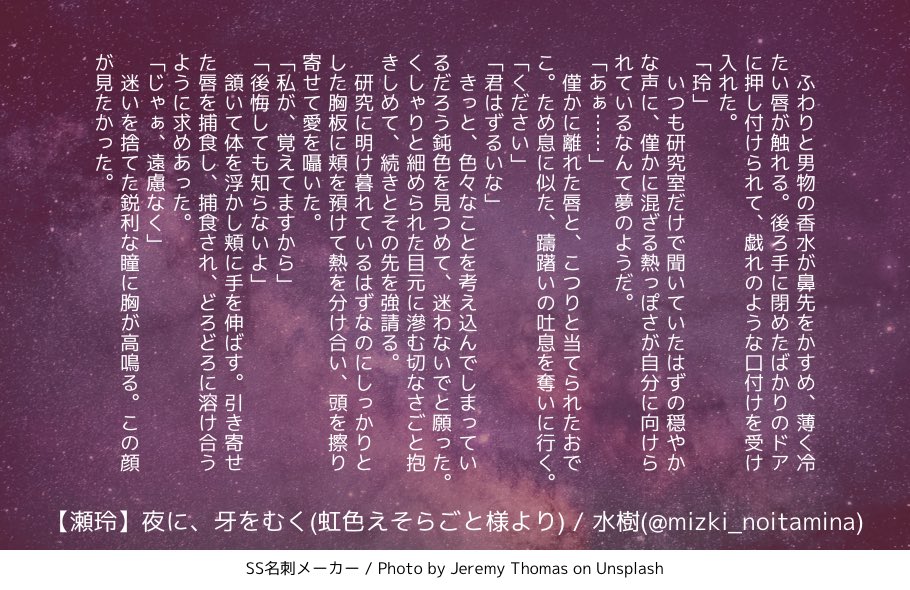 ふわりと男物の香水が鼻先をかすめ、薄く冷
たい唇が触れる。後ろ手に閉めたばかりのドア
に押し付けられて、戯れのような口付けを受け
入れた。
「玲」
いつも研究室だけで聞いていたはずの穏やか
な声に、僅かに混ざる熱っぽさが自分に向けら
れているなんて夢のようだ。
「あぁ……」
僅かに離れた唇と、こつりと当てられたおで
こ。ため息に似た、躊躇いの吐息を奪いに行く。
「ください」
「君はずるいな」
きっと、色々なことを考え込んでしまってい
るだろう鈍色を見つめて、迷わないでと願った。
くしゃりと細められた目元に滲む切なさごと抱
きしめて、続きとその先を強請る。
研究に明け暮れているはずなのにしっかりと
した胸板に頬を預けて熱を分け合い、頭を擦り
寄せて愛を囁いた。
「私が、覚えてますから」
「後悔しても知らないよ」
頷いて体を浮かし頬に手を伸ばす。引き寄せ
た唇を捕食し、捕食され、どろどろに溶け合う
ように求めあった。
「じゃぁ、遠慮なく」
迷いを捨てた鋭利な瞳に胸が高鳴る。この顔
が見たかった。
【瀬玲】夜に、牙をむく(虹色えそらごと様より) / 水樹(@mizki_noitamina)
SS名刺メーカー / Photo by Jeremy Thomas on Unsplash